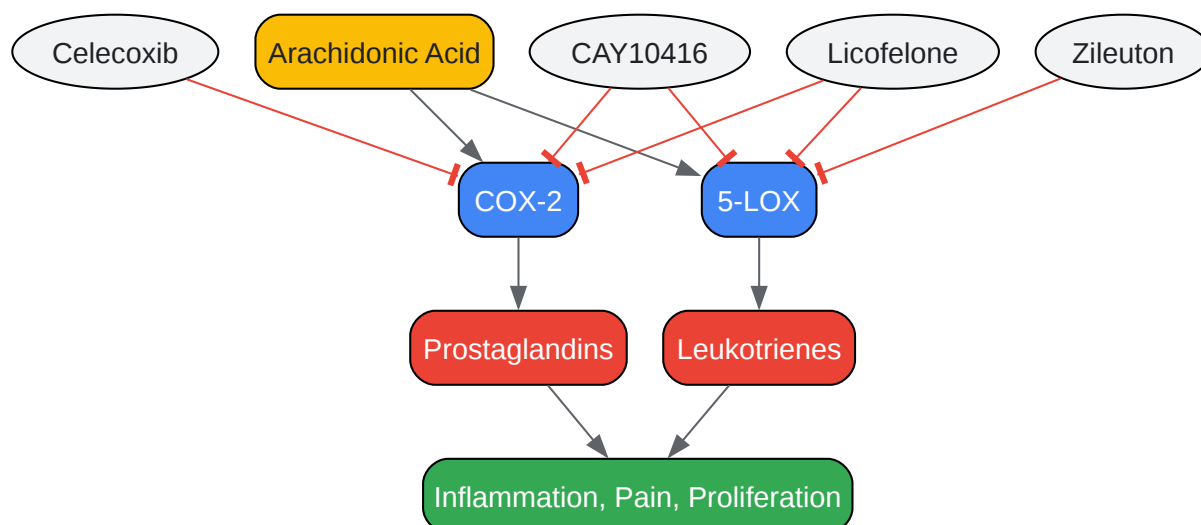 Celecoxib
Arachidonic Acid
CAY10416
Licofelone
Zileuton
COX-2
5-LOX
Prostaglandins
Leukotrienes
Inflammation, Pain, Proliferation